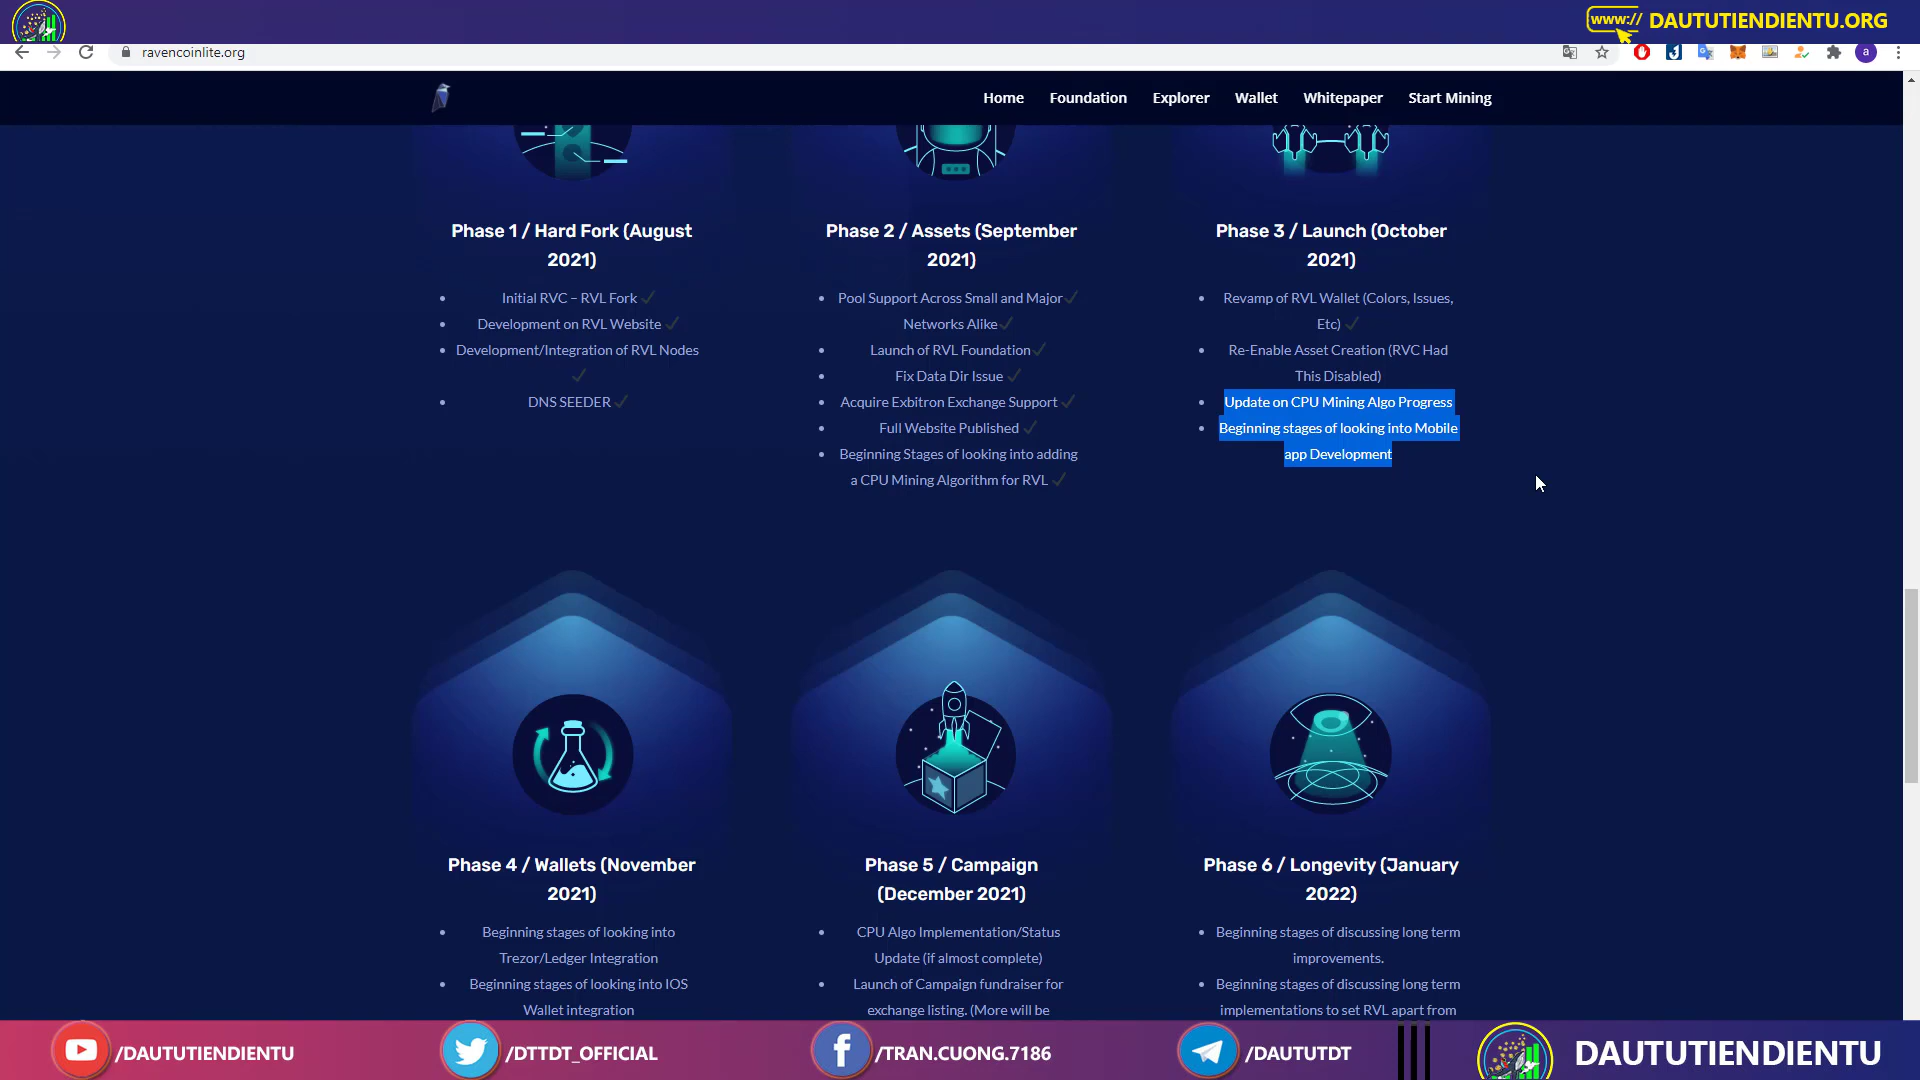 www:// DAUTUTIENDIENTU.ORG
ravencoinlite.org
a
Home Foundation Explorer Wallet Whitepaper Start Mining
Phase 1 / Hard Fork (August
2021)
Initial RVC – RVL Fork ✓
Development on RVL Website ✓
Development/Integration of RVL Nodes
✓
DNS SEEDER ✓
Phase 2 / Assets (September
2021)
Pool Support Across Small and Major ✓
Networks Alike ✓
Launch of RVL Foundation ✓
Fix Data Dir Issue ✓
Acquire Exbitron Exchange Support ✓
Full Website Published ✓
Beginning Stages of looking into adding
a CPU Mining Algorithm for RVL ✓
Phase 3 / Launch (October
2021)
Revamp of RVL Wallet (Colors, Issues,
Etc) ✓
Re-Enable Asset Creation (RVC Had
This Disabled)
Update on CPU Mining Algo Progress
Beginning stages of looking into Mobile
app Development
Phase 4 / Wallets (November
2021)
Beginning stages of looking into
Trezor/Ledger Integration
Beginning stages of looking into IOS
Wallet integration
Phase 5 / Campaign
(December 2021)
CPU Algo Implementation/Status
Update (if almost complete)
Launch of Campaign fundraiser for
exchange listing. (More will be
Phase 6 / Longevity (January
2022)
Beginning stages of discussing long term
improvements.
Beginning stages of discussing long term
implementations to set RVL apart from
/DAUTUTIENDIENTU
/DTTDT_OFFICIAL
/TRAN.CUONG.7186
/DAUTUTDT
DAUTUTIENDIENTU